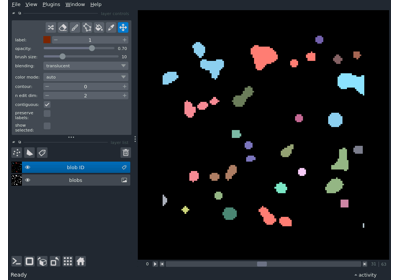 File View Plugins Window Help
label: 1
opacity: 0.70
brush size: 10
blending: translucent
color mode: auto
contour: 0
n edit dim: 2
contiguous:
preserve labels:
show selected:
blob ID
blobs
Ready
activity